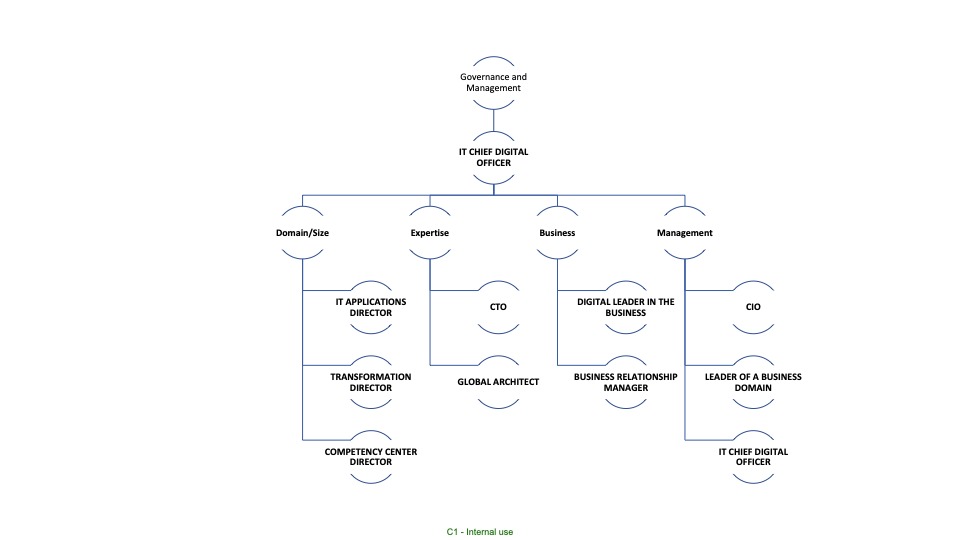 Governance and
Management
IT CHIEF DIGITAL
OFFICER
Domain/Size
Expertise
Business
Management
IT APPLICATIONS
DIRECTOR
CTO
DIGITAL LEADER IN THE
BUSINESS
CIO
TRANSFORMATION
DIRECTOR
GLOBAL ARCHITECT
BUSINESS RELATIONSHIP
MANAGER
LEADER OF A BUSINESS
DOMAIN
COMPETENCY CENTER
DIRECTOR
IT CHIEF DIGITAL
OFFICER
C1 - Internal use